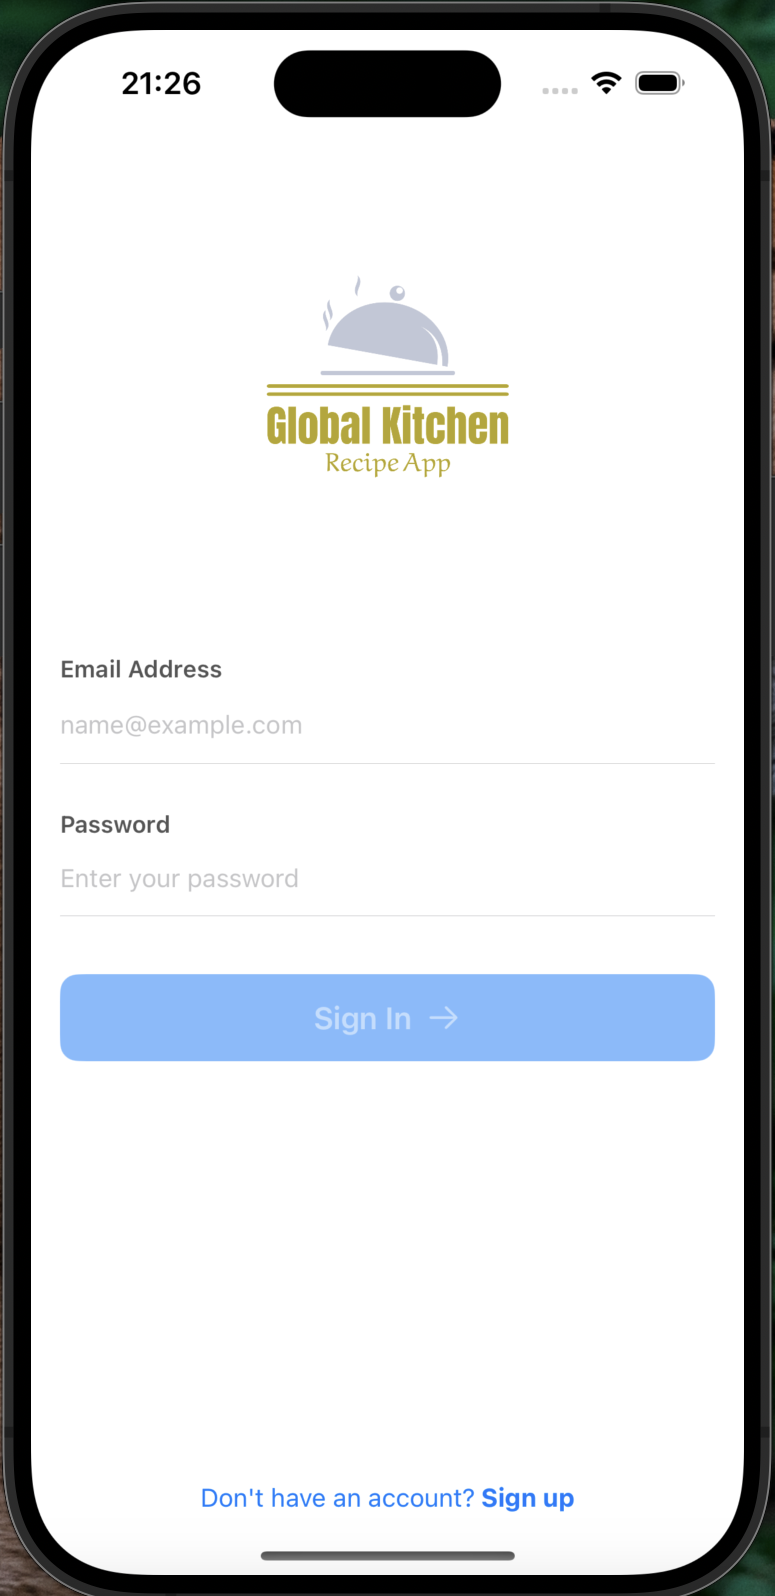 21:26
Global Kitchen
Recipe App
Email Address
name@example.com
Password
Enter your password
Sign In →
Don't have an account? Sign up